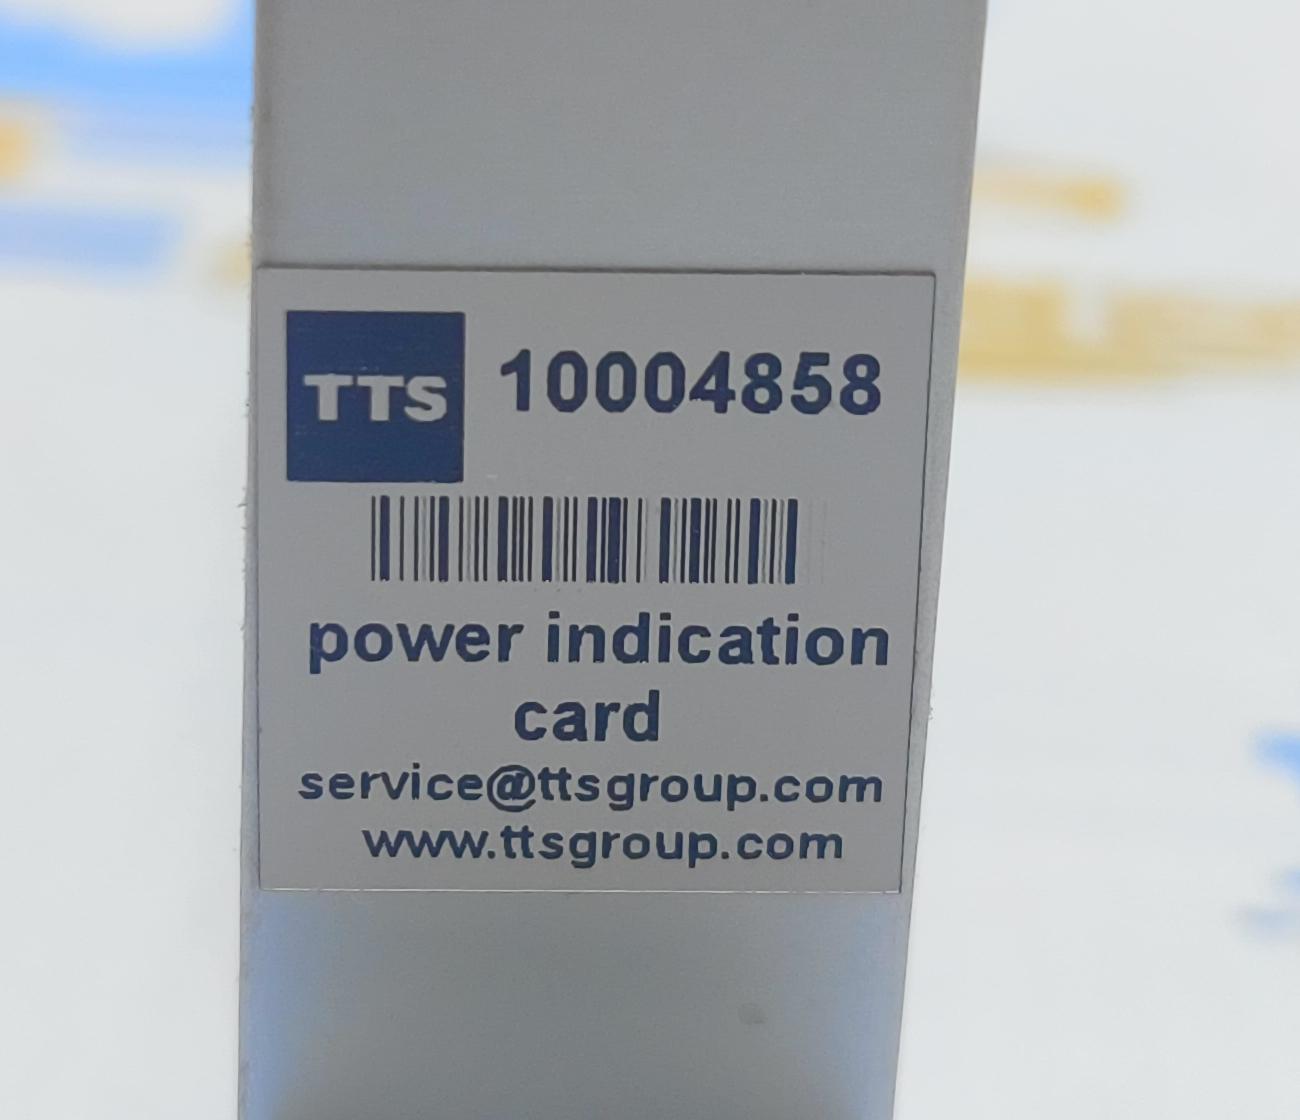 TTS 10004858
power indication
card
service@ttsgroup.com
www.ttsgroup.com